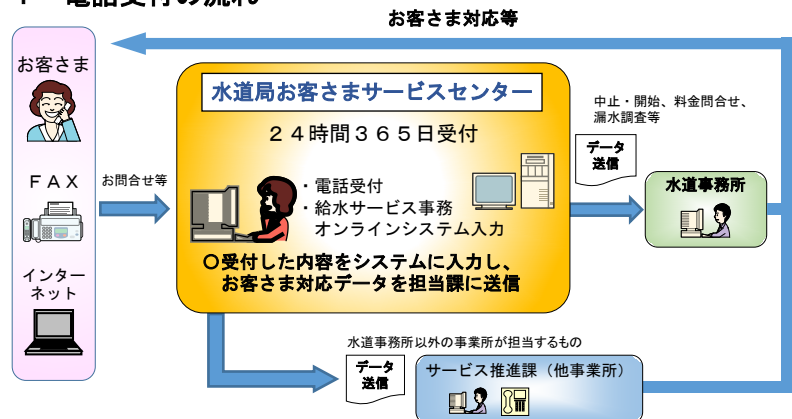 1　電話受付の流れ
お客さま対応等
お客さま
FAX
インター
ネット
お問合せ等
水道局お客さまサービスセンター
24時間365日受付
・電話受付
・給水サービス事務
オンラインシステム入力
○受付した内容をシステムに入力し、
お客さま対応データを担当課に送信
中止・開始、料金問合せ、
漏水調査等
データ
送信
水道事務所
水道事務所以外の事業所が担当するもの
データ
送信
サービス推進課（他事業所）